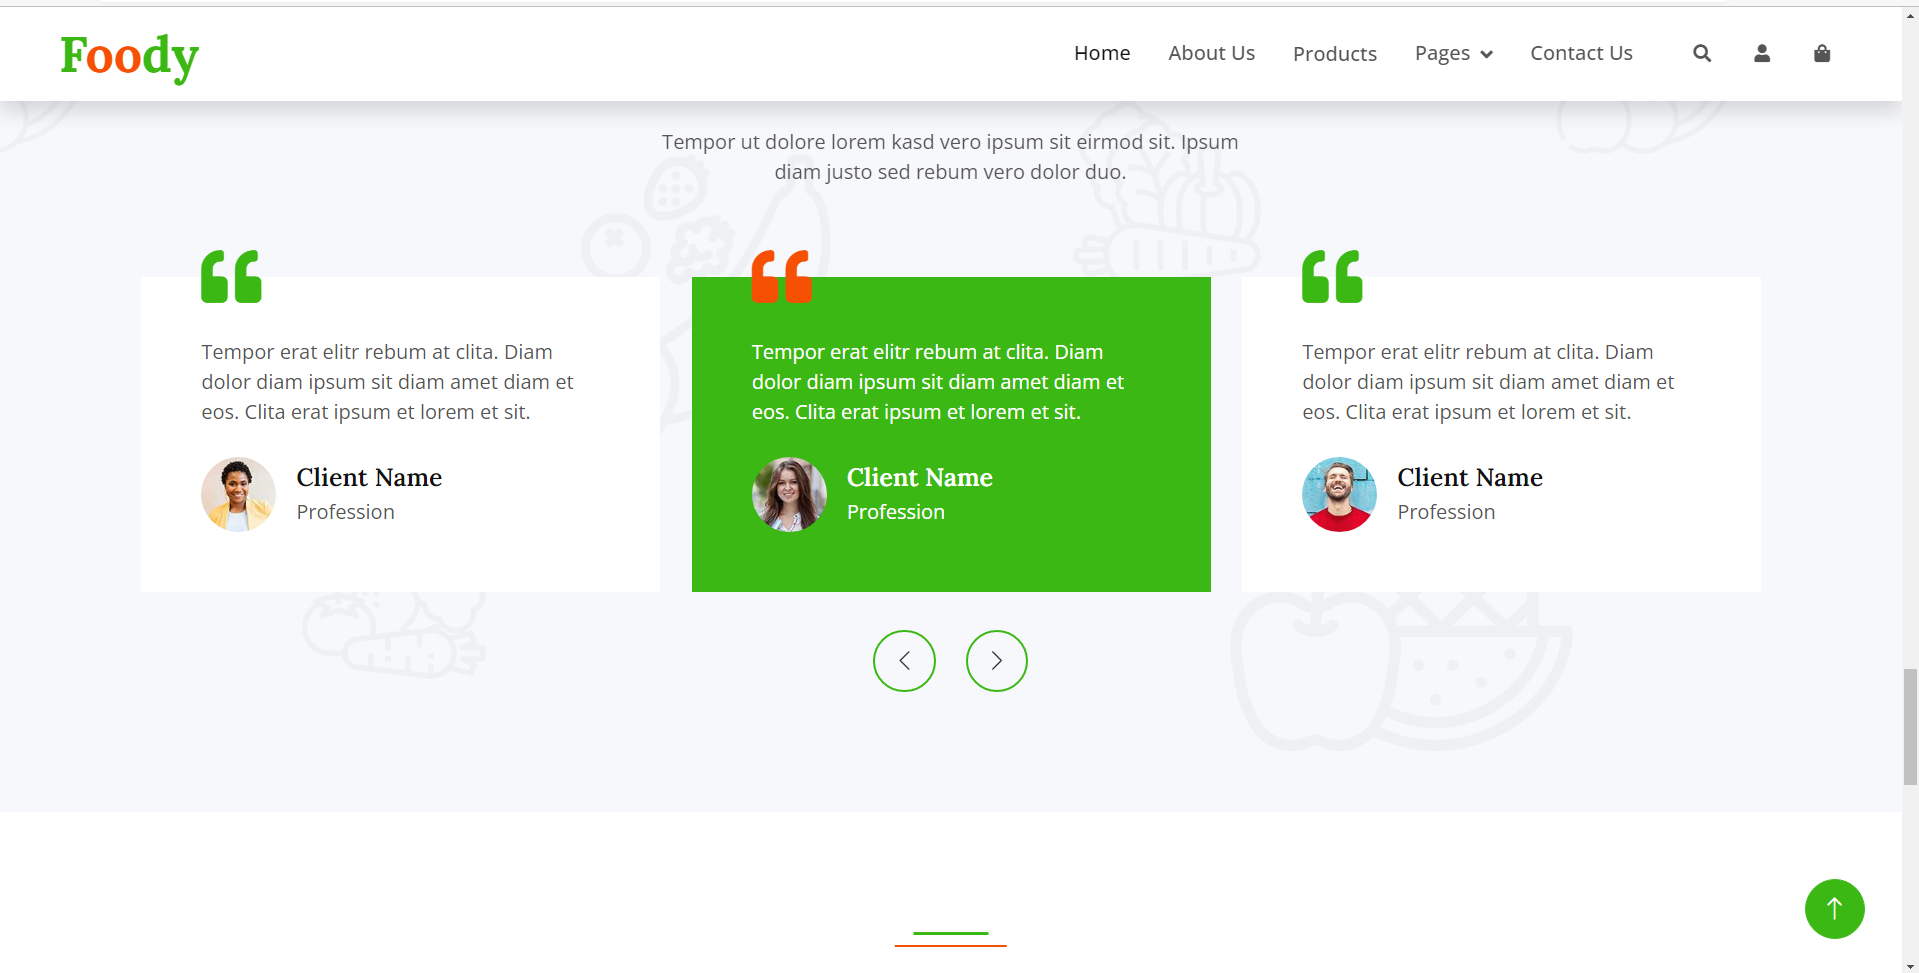 Foody
Home About Us Products Pages Contact Us
Tempor ut dolore lorem kasd vero ipsum sit eirmod sit. Ipsum
diam justo sed rebum vero dolor duo.
Tempor erat elitr rebum at clita. Diam
dolor diam ipsum sit diam amet diam et
eos. Clita erat ipsum et lorem et sit.
Client Name
Profession
Tempor erat elitr rebum at clita. Diam
dolor diam ipsum sit diam amet diam et
eos. Clita erat ipsum et lorem et sit.
Client Name
Profession
Tempor erat elitr rebum at clita. Diam
dolor diam ipsum sit diam amet diam et
eos. Clita erat ipsum et lorem et sit.
Client Name
Profession